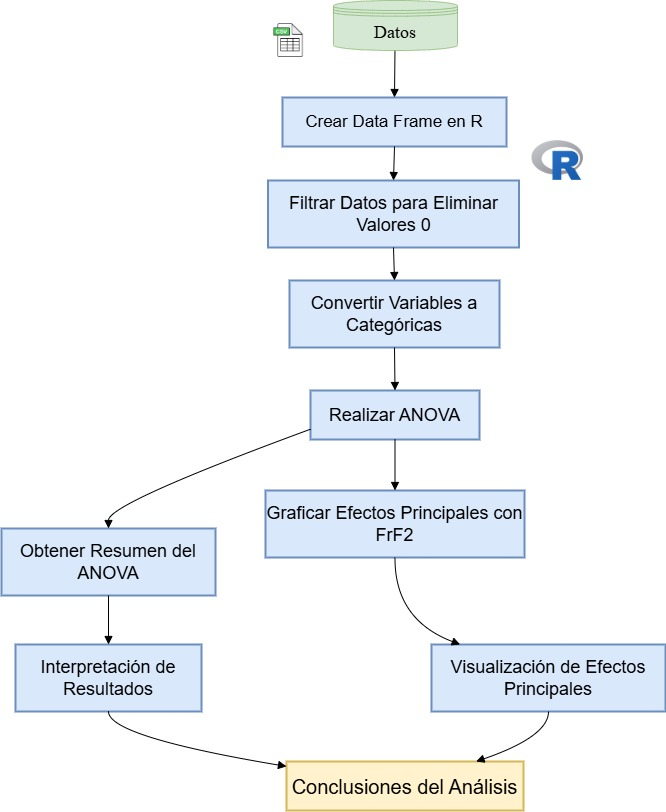 Datos
CSV
Crear Data Frame en R
R
Filtrar Datos para Eliminar
Valores 0
Convertir Variables a
Categóricas
Realizar ANOVA
Graficar Efectos Principales con
FrF2
Obtener Resumen del
ANOVA
Interpretación de
Resultados
Visualización de Efectos
Principales
Conclusiones del Análisis